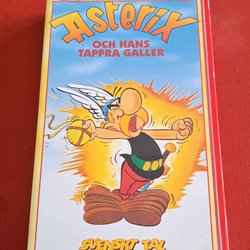 Asterix
OCH HANS
TAPPRA GALLER
SVENSKT TAL